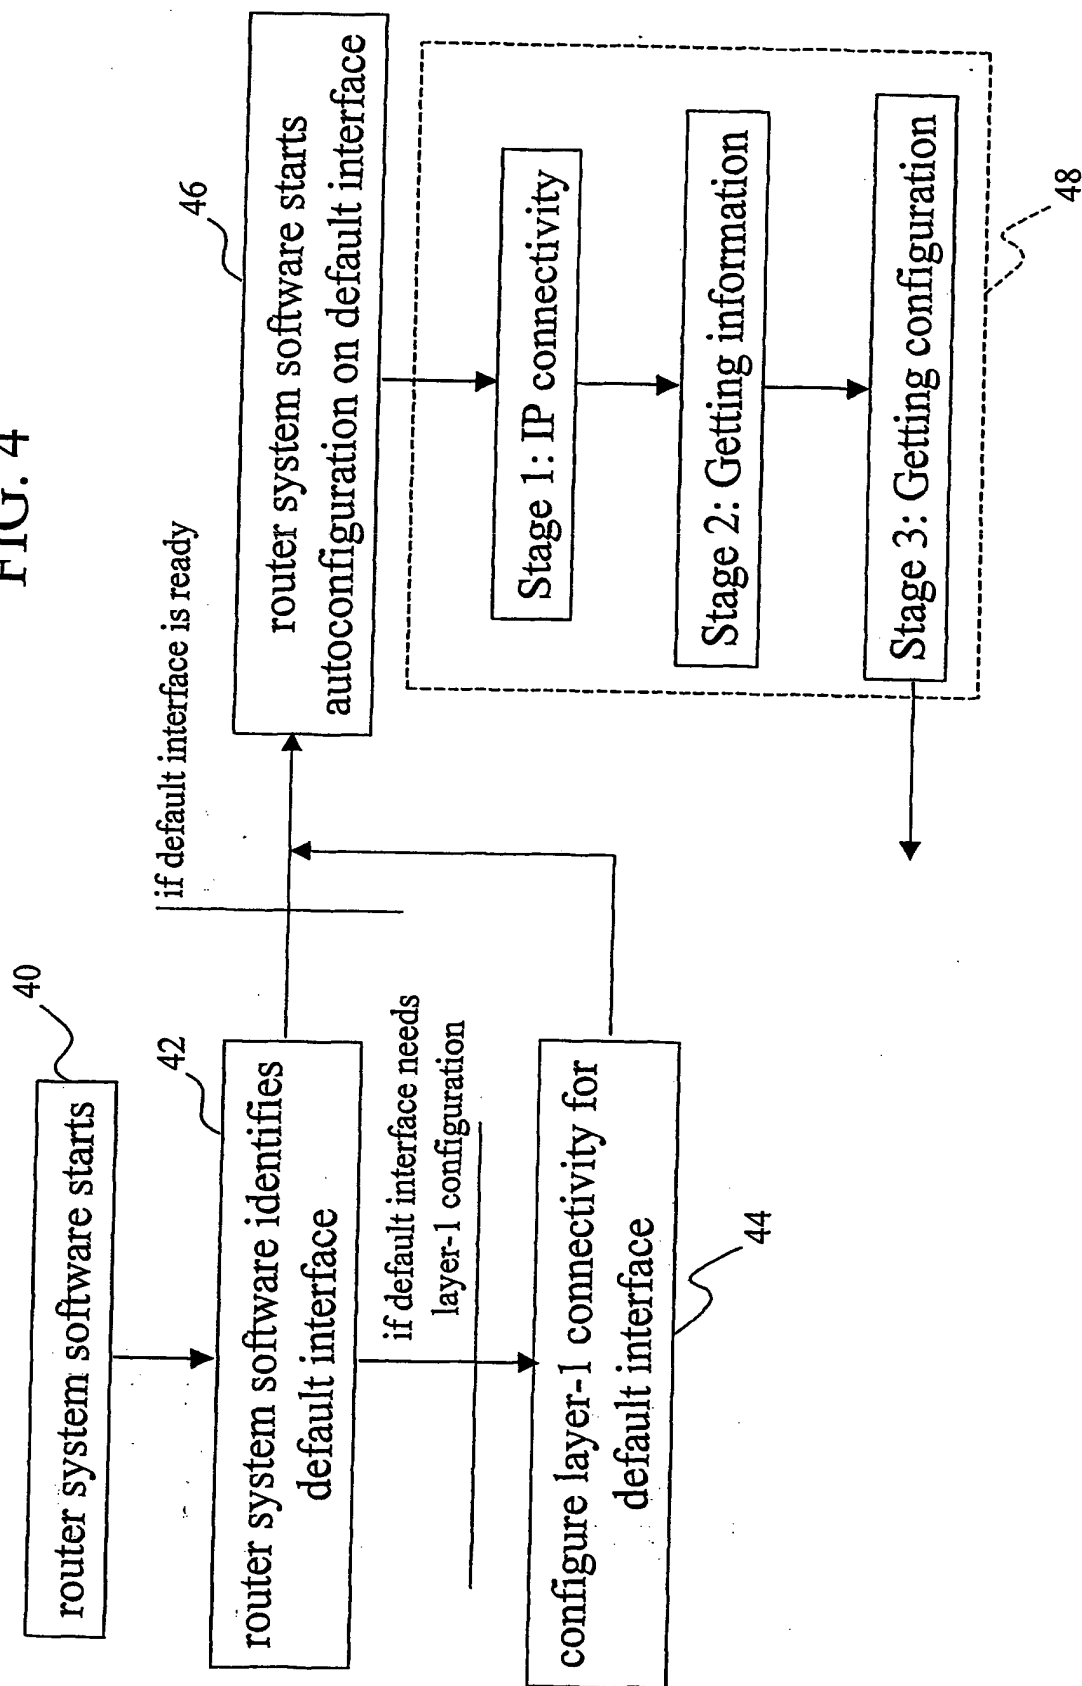 FIG. 4
router system software starts
40
router system software identifies
default interface
42
if default interface needs
layer-1 configuration
configure layer-1 connectivity for
default interface
44
if default interface is ready
router system software starts
autoconfiguration on default interface
46
Stage 1: IP connectivity
Stage 2: Getting information
Stage 3: Getting configuration
48